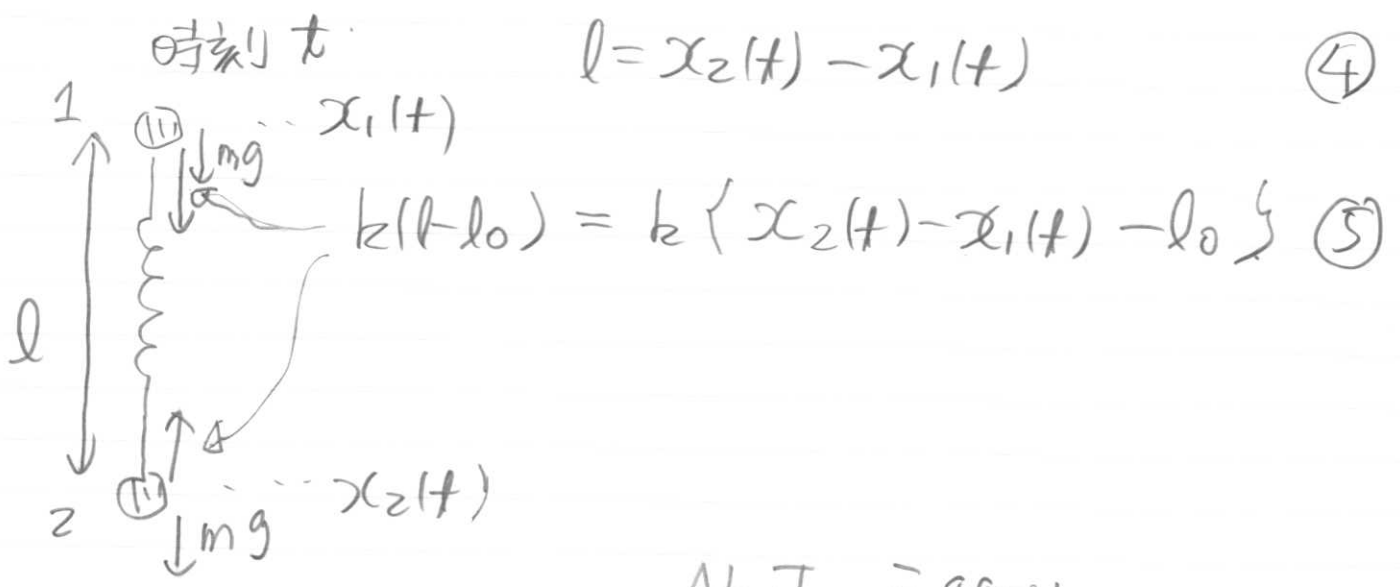 時刻 t
l = x₂(t) − x₁(t) ④
1
x₁(t)
mg
k(l−l₀) = k{x₂(t)−x₁(t)−l₀} ⑤
l
x₂(t)
2
mg